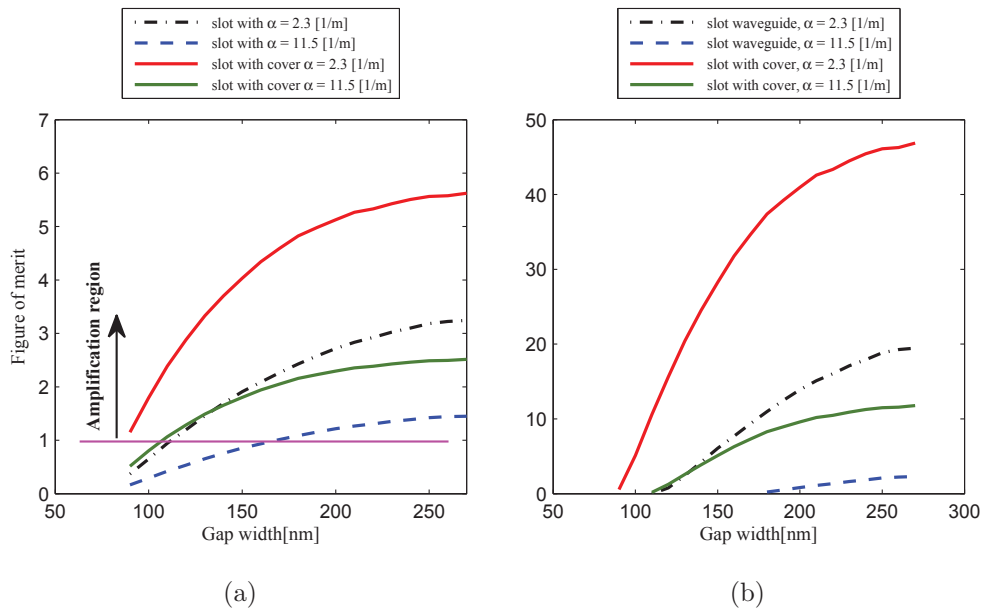 slot with α = 2.3 [1/m]
slot with α = 11.5 [1/m]
slot with cover α = 2.3 [1/m]
slot with cover α = 11.5 [1/m]
7
6
5
4
3
2
1
0
50
100
150
200
250
Figure of merit
Amplification region
Gap width[nm]
(a)
slot waveguide, α = 2.3 [1/m]
slot waveguide, α = 11.5 [1/m]
slot with cover, α = 2.3 [1/m]
slot with cover, α = 11.5 [1/m]
50
40
30
20
10
0
50
100
150
200
250
300
Gap width[nm]
(b)